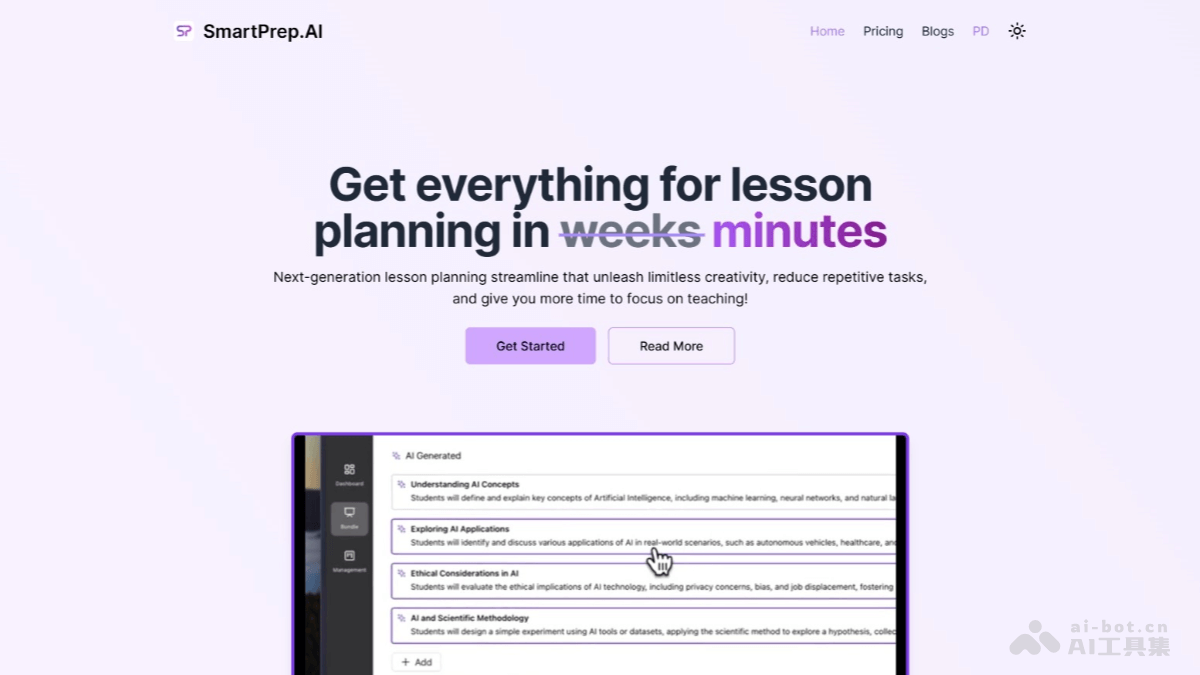 SP SmartPrep.AI
Home Pricing Blogs PD
Get everything for lesson
planning in weeks minutes
Next-generation lesson planning streamline that unleash limitless creativity, reduce repetitive tasks,
and give you more time to focus on teaching!
Get Started Read More
AI Generated
Dashboard
Understanding AI Concepts
Students will define and explain key concepts of Artificial Intelligence, including machine learning, neural networks, and natural la
Bundle
Exploring AI Applications
Students will identify and discuss various applications of AI in real-world scenarios, such as autonomous vehicles, healthcare, and
Management
Ethical Considerations in AI
Students will evaluate the ethical implications of AI technology, including privacy concerns, bias, and job displacement, fostering
AI and Scientific Methodology
Students will design a simple experiment using AI tools or datasets, applying the scientific method to explore a hypothesis, collec
+ Add
ai-bot.cn
AI工具集